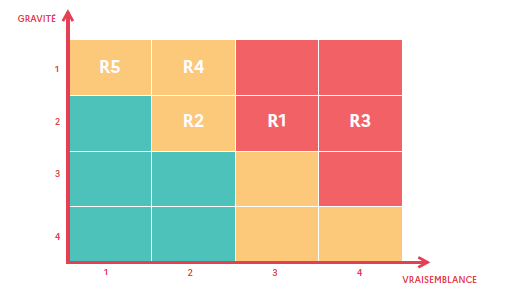 GRAVITÉ
1 R5 R4
2 R2 R1 R3
3
4
1 2 3 4
VRAISEMBLANCE